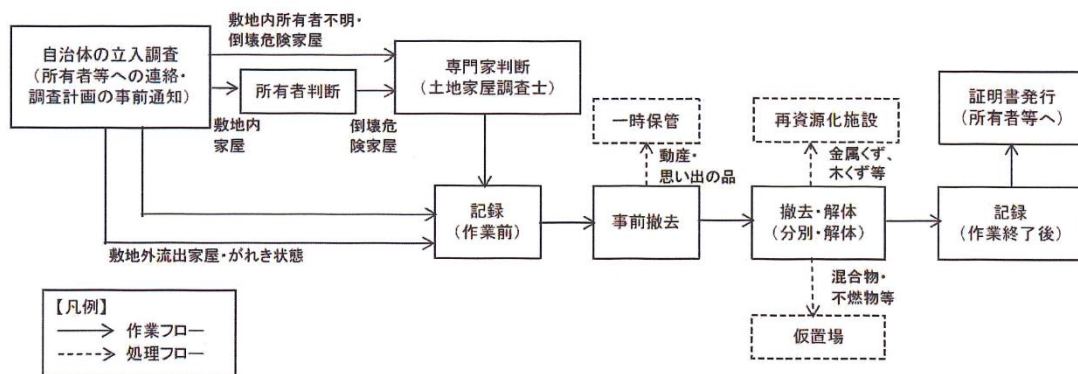 敷地内所有者不明・
倒壊危険家屋
自治体の立入調査
(所有者等への連絡・
調査計画の事前通知)
所有者判断
専門家判断
(土地家屋調査士)
敷地内
家屋
倒壊危
険家屋
一時保管
再資源化施設
証明書発行
(所有者等へ)
動産・
思い出の品
金属くず、
木くず等
記録
(作業前)
事前撤去
撤去・解体
(分別・解体)
記録
(作業終了後)
敷地外流出家屋・がれき状態
混合物・
不燃物等
仮置場
【凡例】
作業フロー
処理フロー